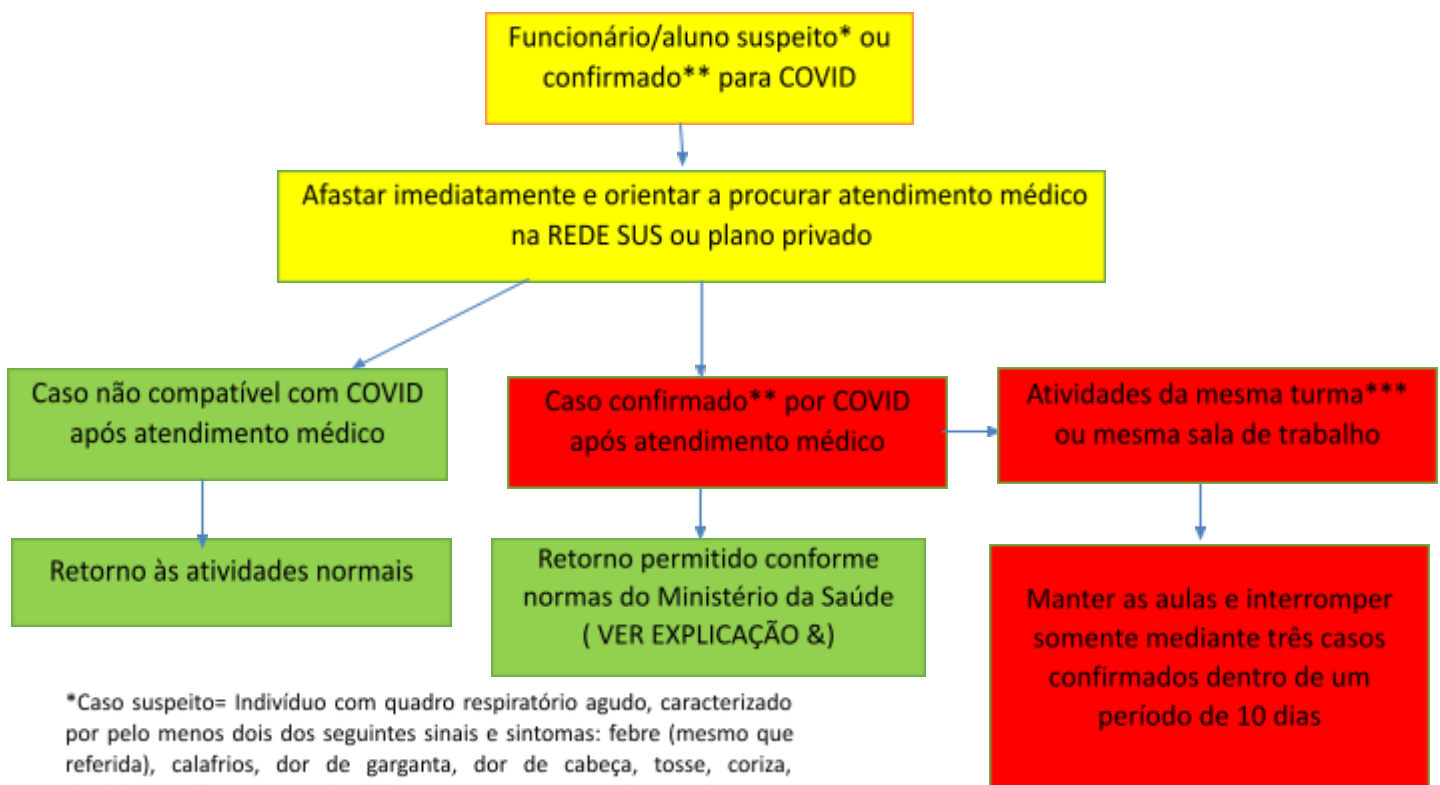 Funcionário/aluno suspeito* ou
confirmado** para COVID
Afastar imediatamente e orientar a procurar atendimento médico
na REDE SUS ou plano privado
Caso não compatível com COVID
após atendimento médico
Caso confirmado** por COVID
após atendimento médico
Atividades da mesma turma***
ou mesma sala de trabalho
Retorno às atividades normais
Retorno permitido conforme
normas do Ministério da Saúde
( VER EXPLICAÇÃO &)
Manter as aulas e interromper
somente mediante três casos
confirmados dentro de um
período de 10 dias
*Caso suspeito= Indivíduo com quadro respiratório agudo, caracterizado
por pelo menos dois dos seguintes sinais e sintomas: febre (mesmo que
referida), calafrios, dor de garganta, dor de cabeça, tosse, coriza,